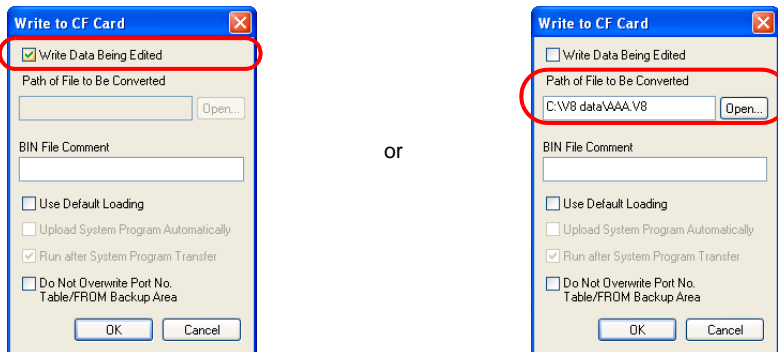 Write to CF Card
Write Data Being Edited
Path of File to Be Converted
Open...
BIN File Comment
Use Default Loading
Upload System Program Automatically
Run after System Program Transfer
Do Not Overwrite Port No.
Table/FROM Backup Area
OK Cancel
or
Write to CF Card
Write Data Being Edited
Path of File to Be Converted
C:\V8 data\AAA.V8 Open...
BIN File Comment
Use Default Loading
Upload System Program Automatically
Run after System Program Transfer
Do Not Overwrite Port No.
Table/FROM Backup Area
OK Cancel